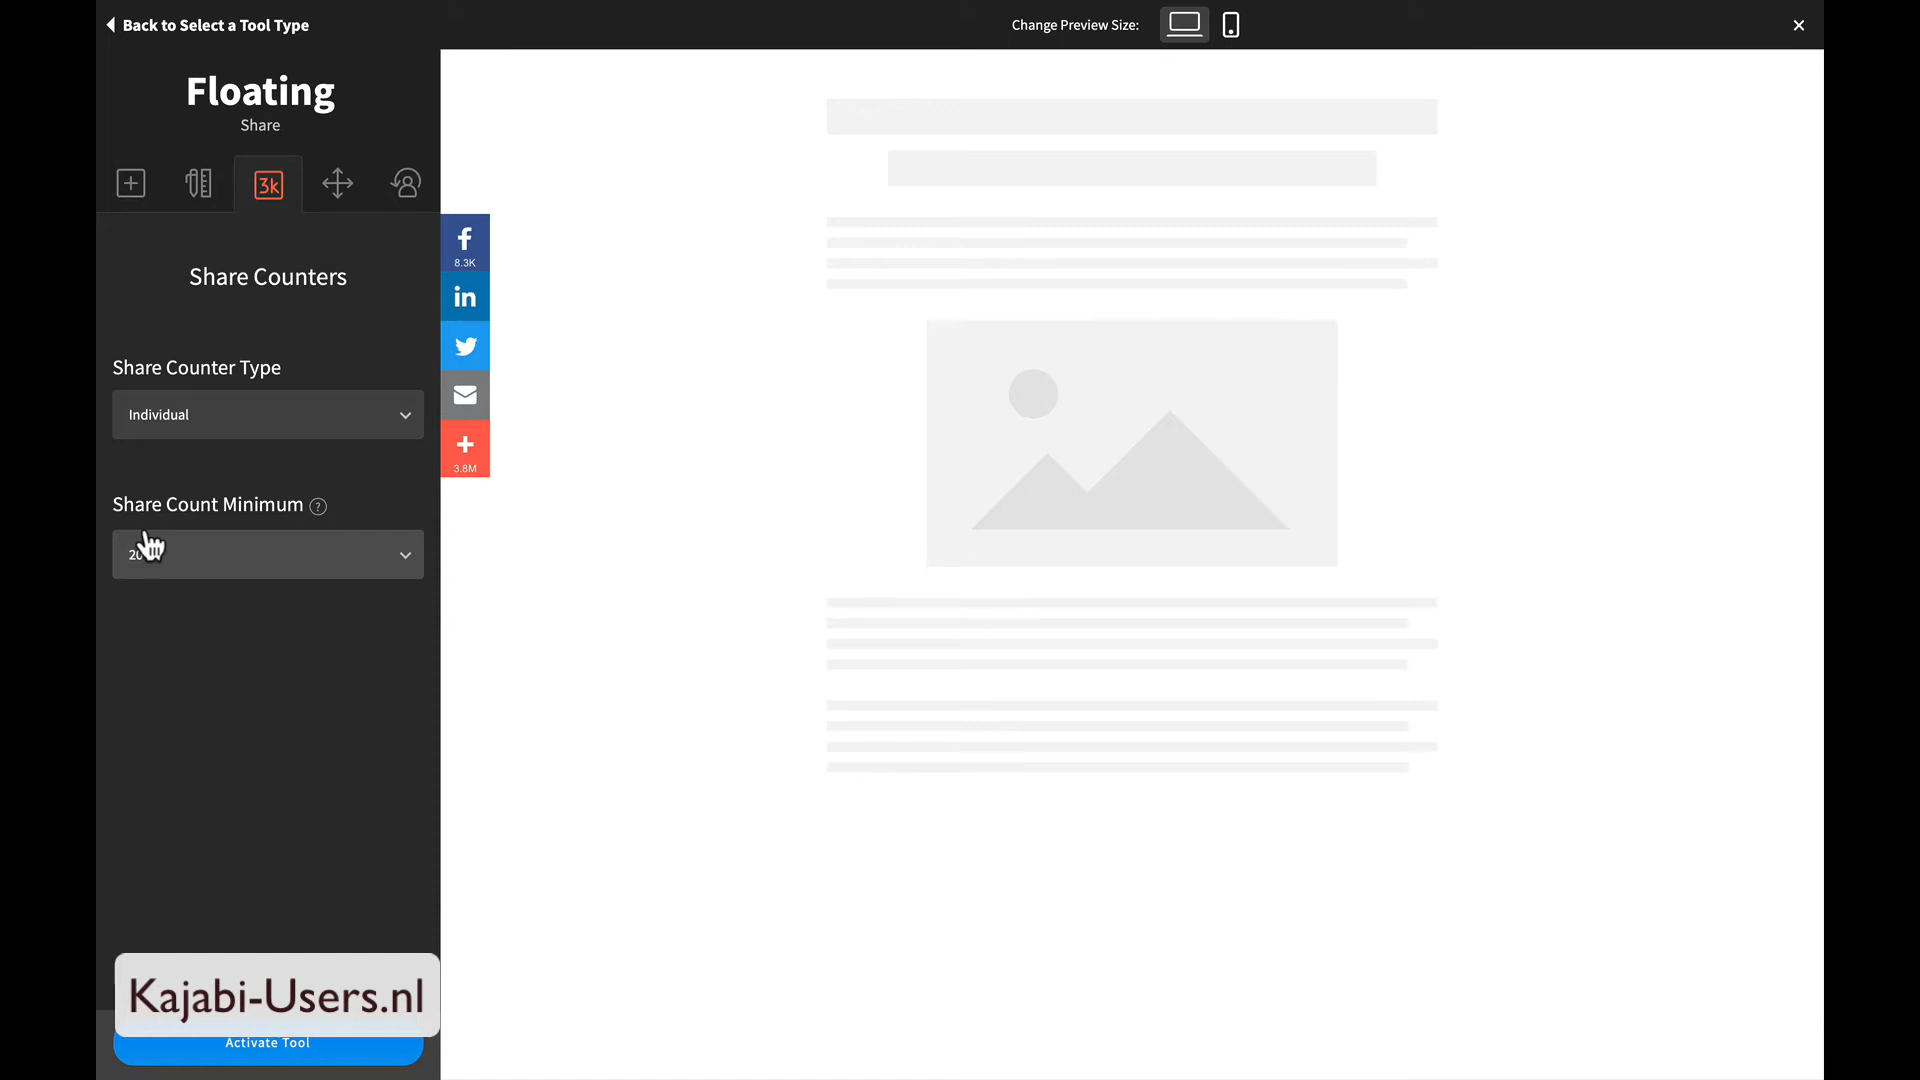 Back to Select a Tool Type
Change Preview Size:
Floating
Share
3k
8.3K
Share Counters
Share Counter Type
Individual
3.8M
Share Count Minimum ?
Kajabi-Users.nl
Activate Tool